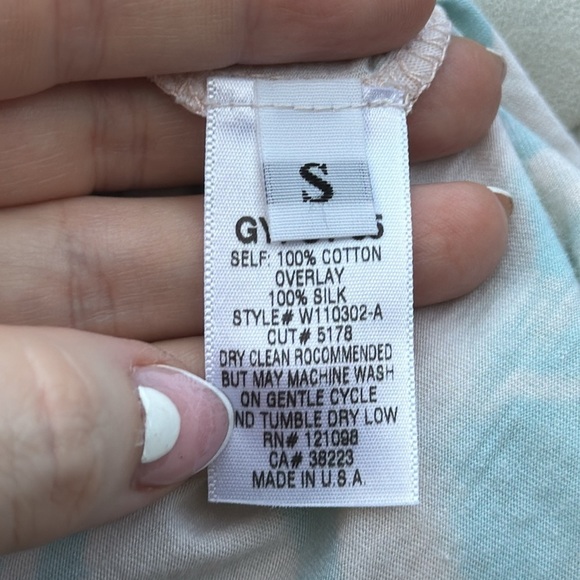 S
SELF: 100% COTTON
OVERLAY
100% SILK
STYLE# W110302-A
CUT# 5178
DRY CLEAN ROCOMMENDED
BUT MAY MACHINE WASH
ON GENTLE CYCLE
ND TUMBLE DRY LOW
RN# 121098
CA# 38223
MADE IN U.S.A.